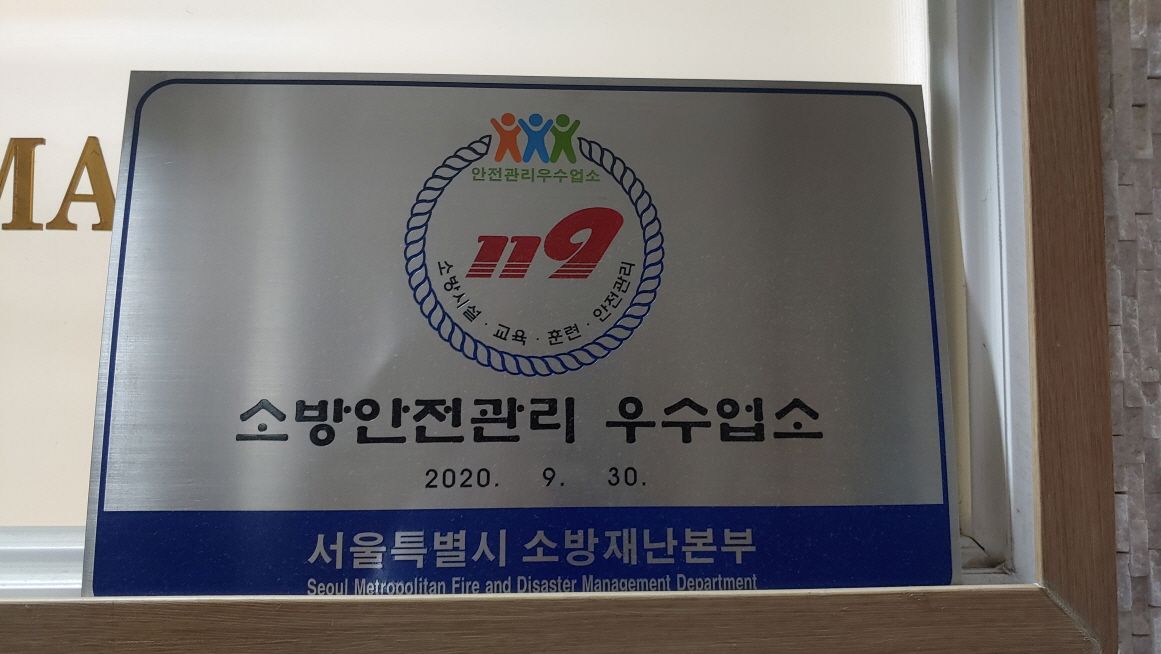 MA
안전관리우수업소
119
소방시설 · 교육 · 훈련 · 안전관리
소방안전관리 우수업소
2020. 9. 30.
서울특별시 소방재난본부
Seoul Metropolitan Fire and Disaster Management Department